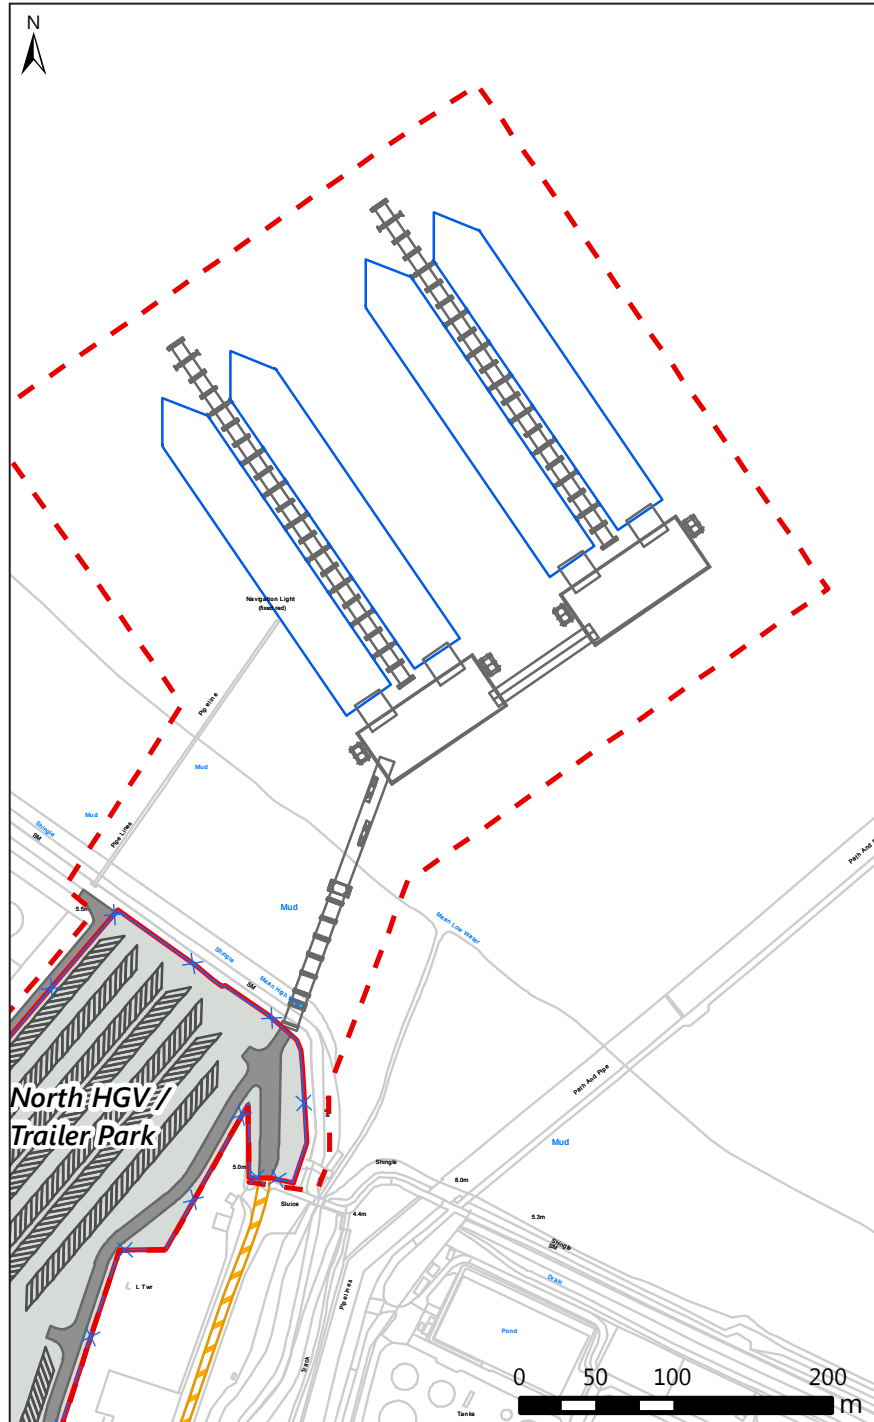 N
Navigation Light
(fixed red)
Pipeline
Mud
Mud
Shingle
SM
Pipe Lines
Path And
5.5m
Mud
Mean Low Water
Shingle
SM
Mean High
Path And Pipe
North HGV /
Trailer Park
Mud
Shingle
5.0m
8.0m
Sluice
4.4m
5.3m
Shingle
SM
Drain
L Twr
Pipelines
Pond
Track
Tanks
0 50 100 200
m